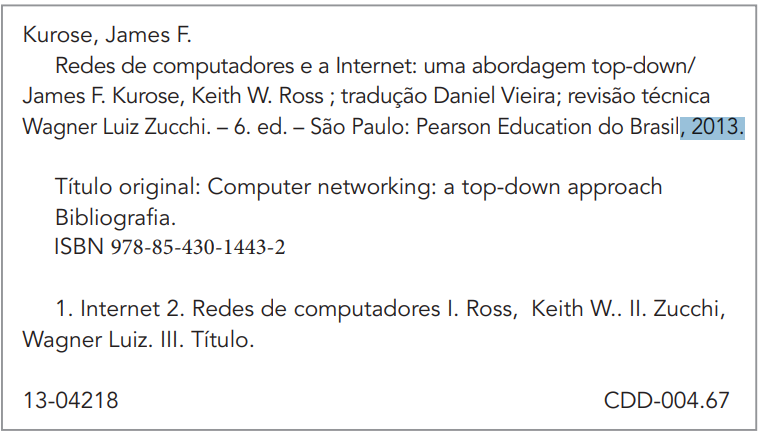 Kurose, James F.
Redes de computadores e a Internet: uma abordagem top-down/
James F. Kurose, Keith W. Ross ; tradução Daniel Vieira; revisão técnica
Wagner Luiz Zucchi. – 6. ed. – São Paulo: Pearson Education do Brasil, 2013.
Título original: Computer networking: a top-down approach
Bibliografia.
ISBN 978-85-430-1443-2
1. Internet 2. Redes de computadores I. Ross, Keith W.. II. Zucchi,
Wagner Luiz. III. Título.
13-04218 CDD-004.67